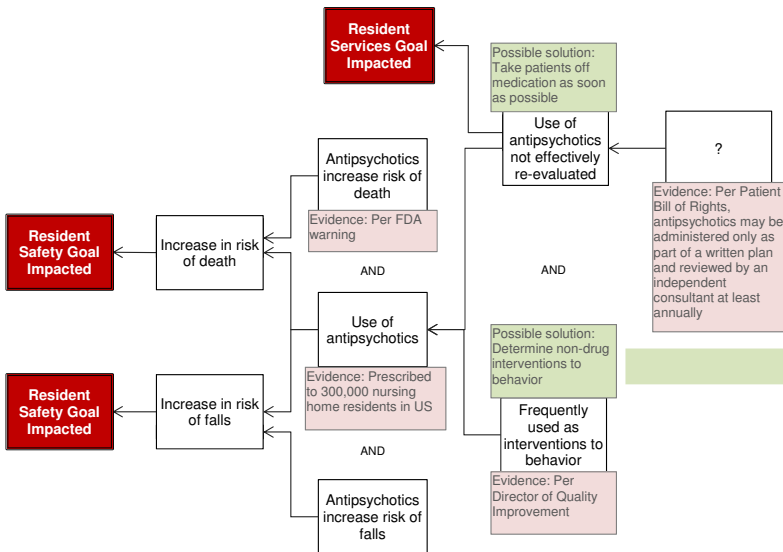 Resident
Services Goal
Impacted
Possible solution:
Take patients off
medication as soon
as possible
Use of
antipsychotics
not effectively
re-evaluated
?
Evidence: Per Patient
Bill of Rights,
antipsychotics may be
administered only as
part of a written plan
and reviewed by an
independent
consultant at least
annually
Antipsychotics
increase risk of
death
Evidence: Per FDA
warning
Resident
Safety Goal
Impacted
Increase in risk
of death
AND
AND
Use of
antipsychotics
Evidence: Prescribed
to 300,000 nursing
home residents in US
Possible solution:
Determine non-drug
interventions to
behavior
Frequently
used as
interventions to
behavior
Evidence: Per
Director of Quality
Improvement
Resident
Safety Goal
Impacted
Increase in risk
of falls
AND
Antipsychotics
increase risk of
falls